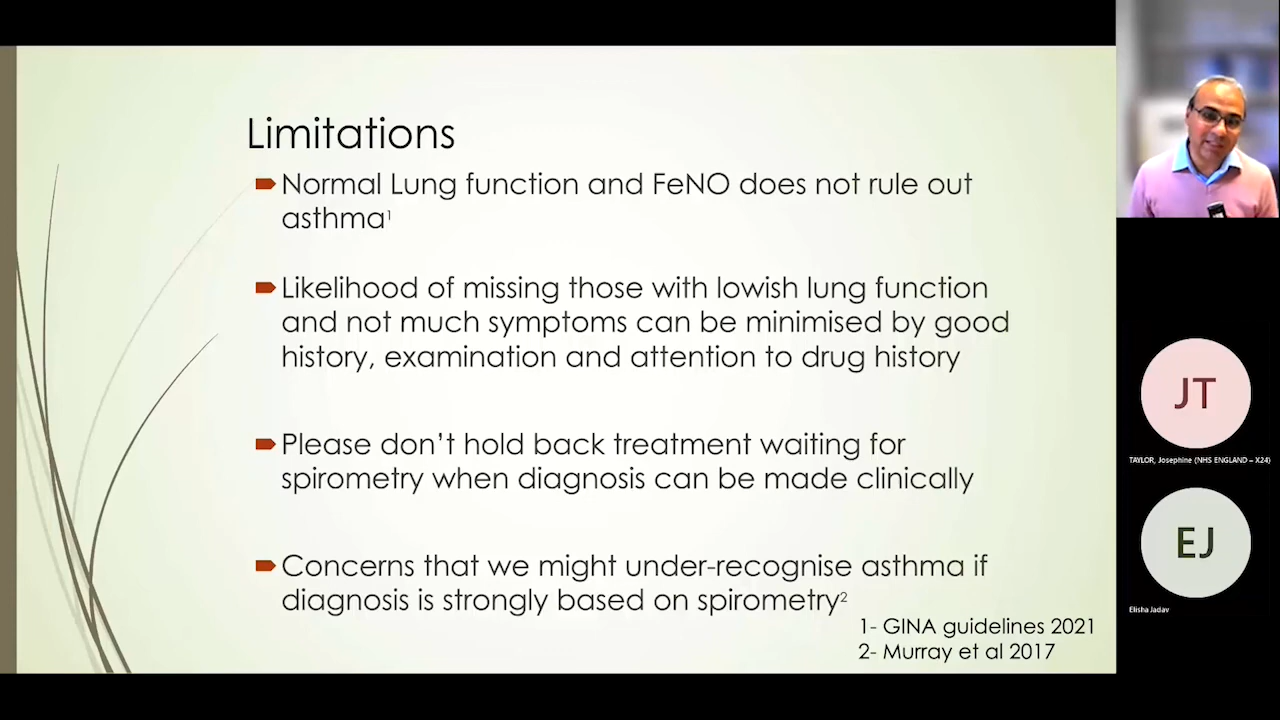 Limitations
Normal Lung function and FeNO does not rule out
asthma¹
Likelihood of missing those with lowish lung function
and not much symptoms can be minimised by good
history, examination and attention to drug history
Please don’t hold back treatment waiting for
spirometry when diagnosis can be made clinically
Concerns that we might under-recognise asthma if
diagnosis is strongly based on spirometry²
1- GINA guidelines 2021
2- Murray et al 2017
JT
TAYLOR, Josephine (NHS ENGLAND – X24)
EJ
Elisha Jadav